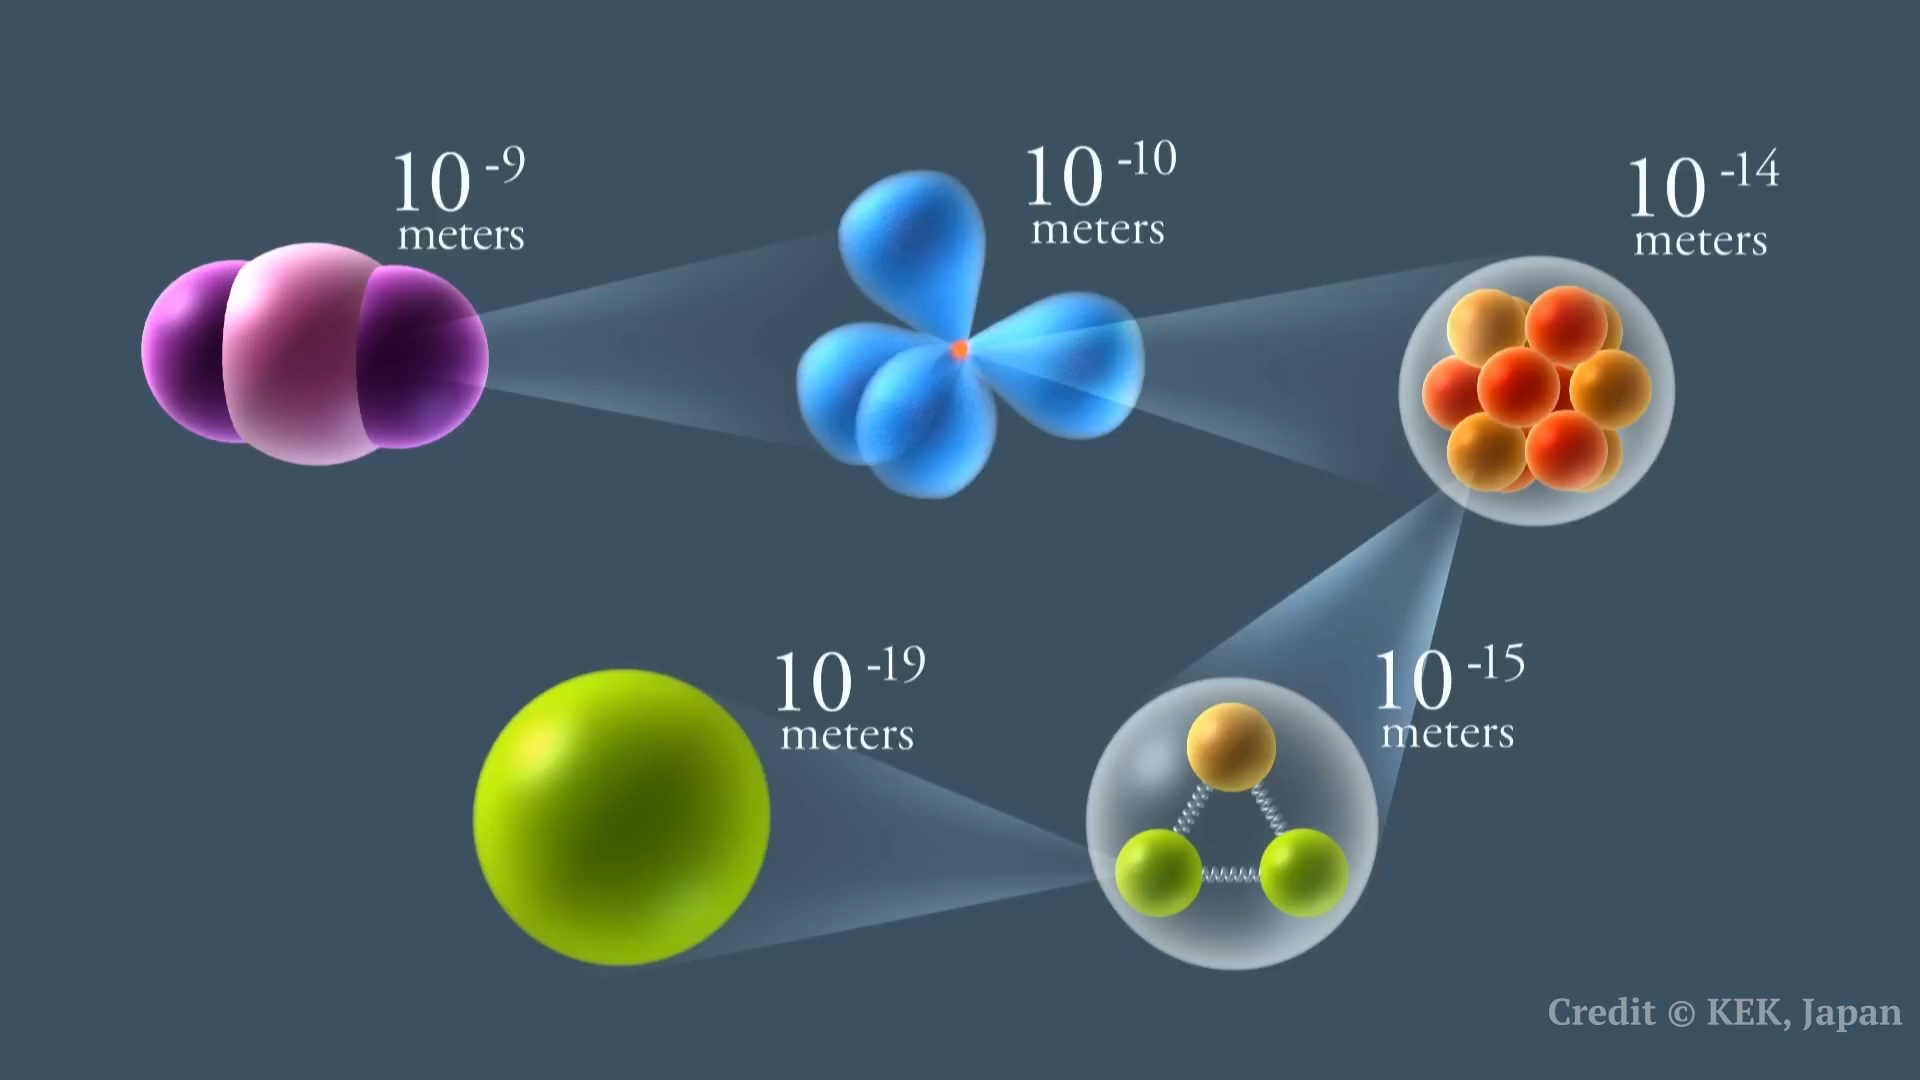 10⁻⁹
meters
10⁻¹⁰
meters
10⁻¹⁴
meters
10⁻¹⁹
meters
10⁻¹⁵
meters
Credit © KEK, Japan